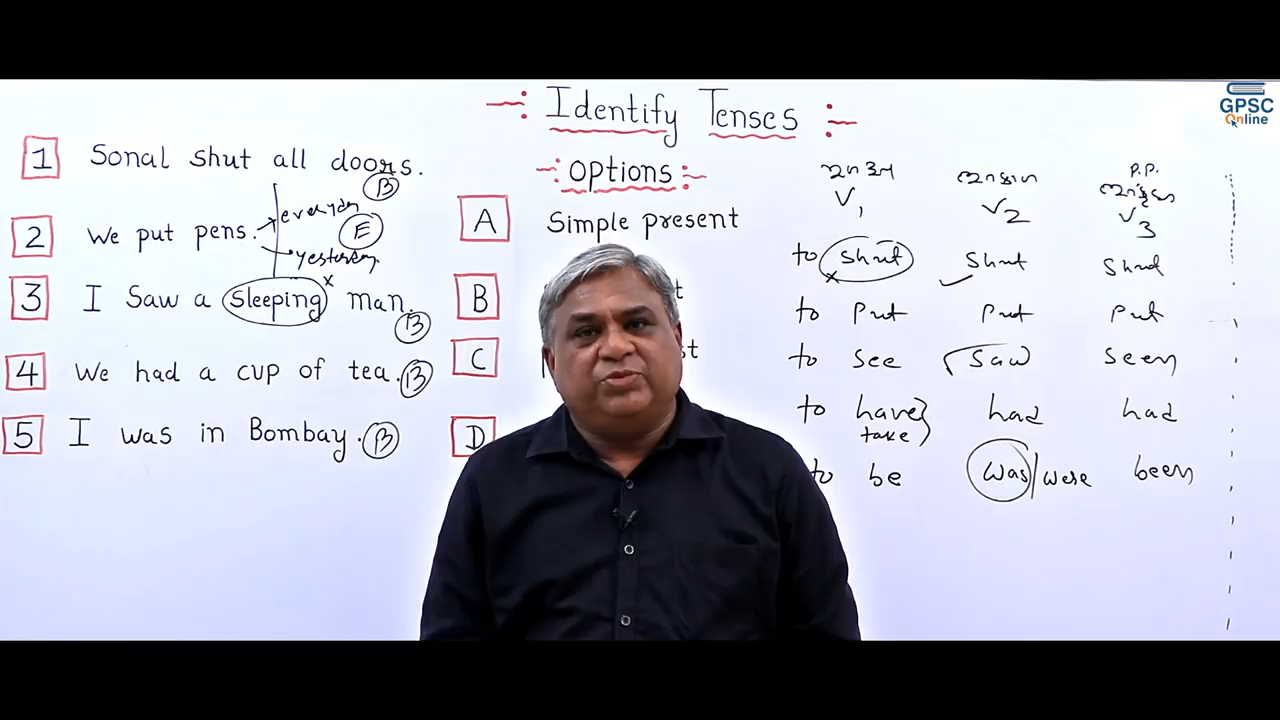 GPSC
Online
Identify Tenses
1 Sonal shut all doors. B
2 We put pens. everyday E
yesterday
3 I Saw a sleeping x man. B
4 We had a cup of tea. B
5 I was in Bombay. B
Options
A Simple present
B
C
D
P.P.
V1 V2 V3
to shut shut shut
to put put put
to see saw seen
to have had had
take
to be was/were been